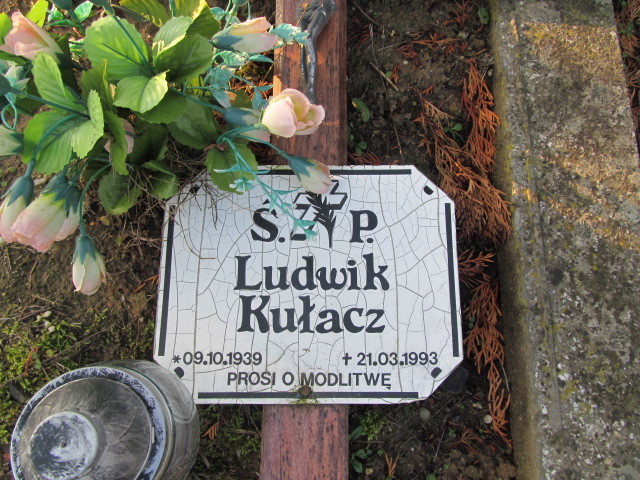 Ś. P.
Ludwik
Kułacz
*09.10.1939 +21.03.1993
PROSI O MODLITWĘ